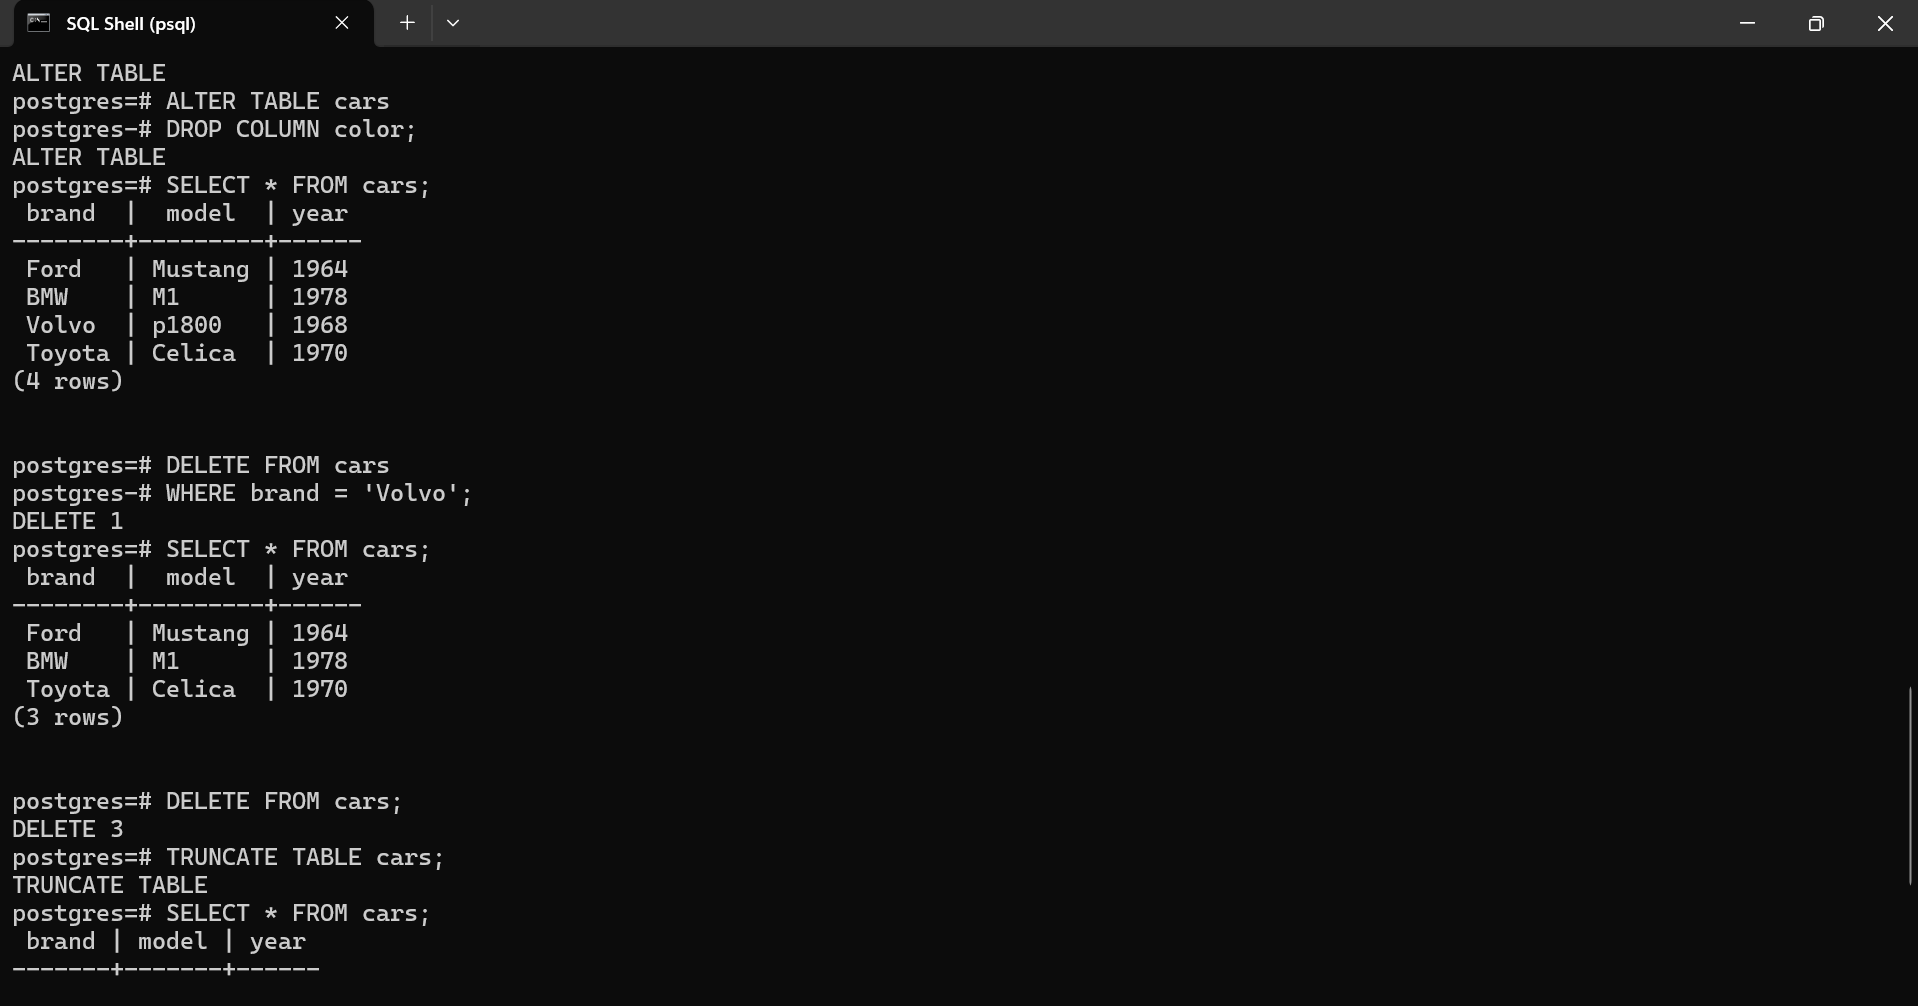 SQL Shell (psql)
ALTER TABLE
postgres=# ALTER TABLE cars
postgres-# DROP COLUMN color;
ALTER TABLE
postgres=# SELECT * FROM cars;
 brand  |  model  | year
--------+---------+------
 Ford   | Mustang | 1964
 BMW    | M1      | 1978
 Volvo  | p1800   | 1968
 Toyota | Celica  | 1970
(4 rows)
postgres=# DELETE FROM cars
postgres-# WHERE brand = 'Volvo';
DELETE 1
postgres=# SELECT * FROM cars;
 brand  |  model  | year
--------+---------+------
 Ford   | Mustang | 1964
 BMW    | M1      | 1978
 Toyota | Celica  | 1970
(3 rows)
postgres=# DELETE FROM cars;
DELETE 3
postgres=# TRUNCATE TABLE cars;
TRUNCATE TABLE
postgres=# SELECT * FROM cars;
 brand | model | year
-------+-------+------